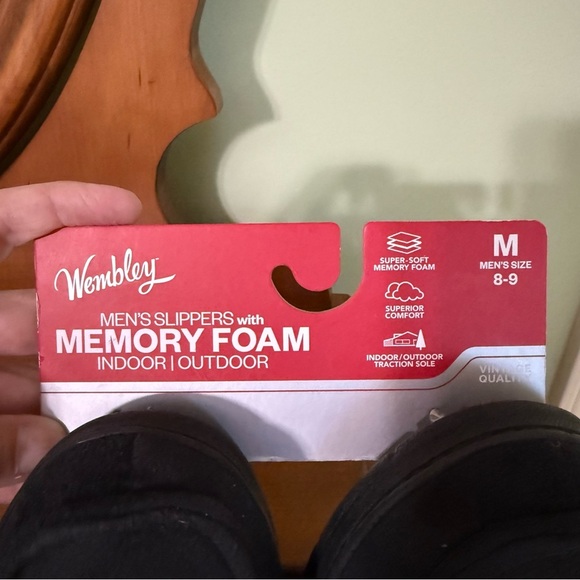 Wembley
MEN'S SLIPPERS with
MEMORY FOAM
INDOOR | OUTDOOR
SUPER-SOFT
MEMORY FOAM
SUPERIOR
COMFORT
INDOOR/OUTDOOR
TRACTION SOLE
M
MEN'S SIZE
8-9
QUALITY